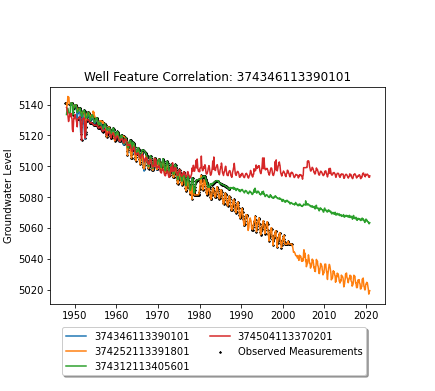 Well Feature Correlation: 374346113390101
Groundwater Level
5140
5120
5100
5080
5060
5040
5020
1950 1960 1970 1980 1990 2000 2010 2020
374346113390101
374252113391801
374312113405601
374504113370201
Observed Measurements